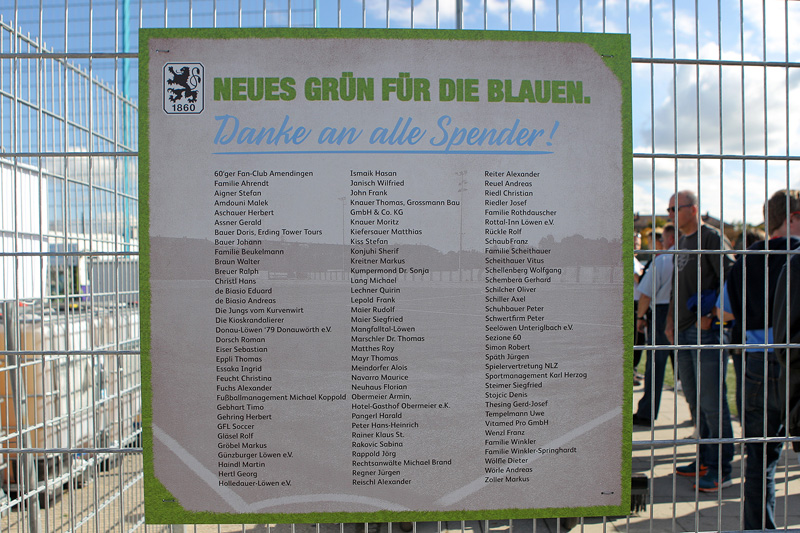 1860
NEUES GRÜN FÜR DIE BLAUEN.
Danke an alle Spender!
60'ger Fan-Club Amendingen
Familie Ahrendt
Aigner Stefan
Amdouni Malek
Aschauer Herbert
Assner Gerald
Bauer Doris, Erding Tower Tours
Bauer Johann
Familie Beukelmann
Braun Walter
Breuer Ralph
Christl Hans
de Biasio Eduard
de Biasio Andreas
Die Jungs vom Kurvenwirt
Die Kioskrandalierer
Donau-Löwen '79 Donauwörth e.V.
Dorsch Roman
Eiser Sebastian
Eppli Thomas
Essaka Ingrid
Feucht Christina
Fuchs Alexander
Fußballmanagement Michael Koppold
Gebhart Timo
Gehring Herbert
GFL Soccer
Gläsel Rolf
Gröbel Markus
Günzburger Löwen e.V.
Haindl Martin
Hertl Georg
Holledauer-Löwen e.V.
Ismaik Hasan
Janisch Wilfried
John Frank
Knauer Thomas, Grossmann Bau
GmbH & Co. KG
Knauer Moritz
Kiefersauer Matthias
Kiss Stefan
Konjuhi Sherif
Kreitner Markus
Kumpermond Dr. Sonja
Lang Michael
Lechner Quirin
Lepold Frank
Maier Rudolf
Maier Siegfried
Mangfalltol-Löwen
Marschler Dr. Thomas
Matthes Roy
Mayr Thomas
Meindorfer Alois
Navarro Maurice
Neuhaus Florian
Obermeier Armin,
Hotel-Gasthof Obermeier e.K.
Pangerl Harald
Peter Hans-Heinrich
Rainer Klaus St.
Rakovic Sabina
Rappold Jörg
Rechtsanwälte Michael Brand
Regner Jürgen
Reischl Alexander
Reiter Alexander
Reuel Andreas
Riedl Christian
Riedler Josef
Familie Rothdauscher
Rottal-Inn Löwen e.V.
Rückle Rolf
SchaubFranz
Familie Scheithauer
Scheithauer Vitus
Schellenberg Wolfgang
Schemberg Gerhard
Schilcher Oliver
Schiller Axel
Schuhbauer Peter
Schwertfirm Peter
Seelöwen Unteriglbach e.V.
Sezione 60
Simon Robert
Späth Jürgen
Spielervertretung NLZ
Sportmanagement Karl Herzog
Steimer Siegfried
Stojcic Denis
Thesing Gerd-Josef
Tempelmann Uwe
Vitamed Pro GmbH
Wenzl Franz
Familie Winkler
Familie Winkler-Springhardt
Wölfle Dieter
Wörle Andreas
Zoller Markus